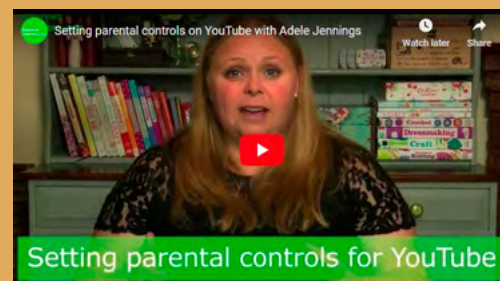 Setting parental controls on YouTube with Adele Jennings
Watch later
Share
Crochet
Dressmaking
Craft
Setting parental controls for YouTube